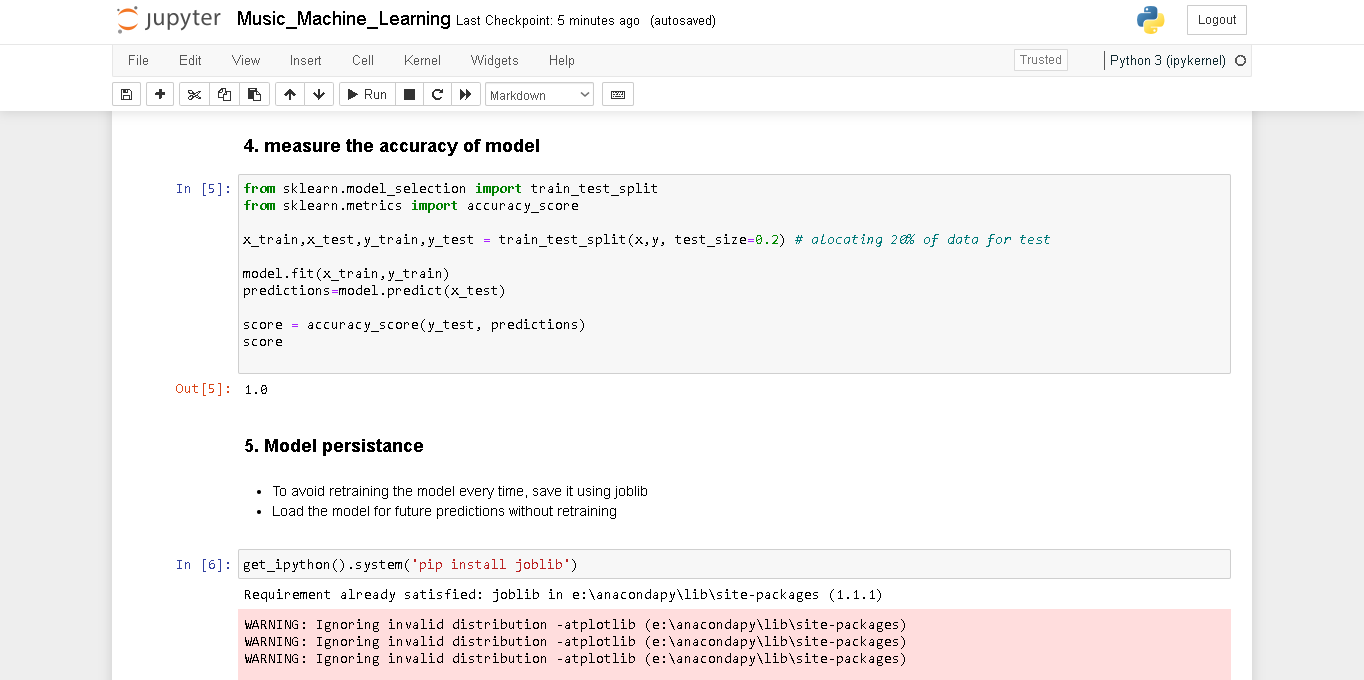 jupyter Music_Machine_Learning Last Checkpoint: 5 minutes ago (autosaved) Logout
File Edit View Insert Cell Kernel Widgets Help Trusted Python 3 (ipykernel)
Run Markdown
4. measure the accuracy of model
In [5]: from sklearn.model_selection import train_test_split
from sklearn.metrics import accuracy_score
x_train,x_test,y_train,y_test = train_test_split(x,y, test_size=0.2) # alocating 20% of data for test
model.fit(x_train,y_train)
predictions=model.predict(x_test)
score = accuracy_score(y_test, predictions)
score
Out[5]: 1.0
5. Model persistance
• To avoid retraining the model every time, save it using joblib
• Load the model for future predictions without retraining
In [6]: get_ipython().system('pip install joblib')
Requirement already satisfied: joblib in e:\anacondapy\lib\site-packages (1.1.1)
WARNING: Ignoring invalid distribution -atplotlib (e:\anacondapy\lib\site-packages)
WARNING: Ignoring invalid distribution -atplotlib (e:\anacondapy\lib\site-packages)
WARNING: Ignoring invalid distribution -atplotlib (e:\anacondapy\lib\site-packages)